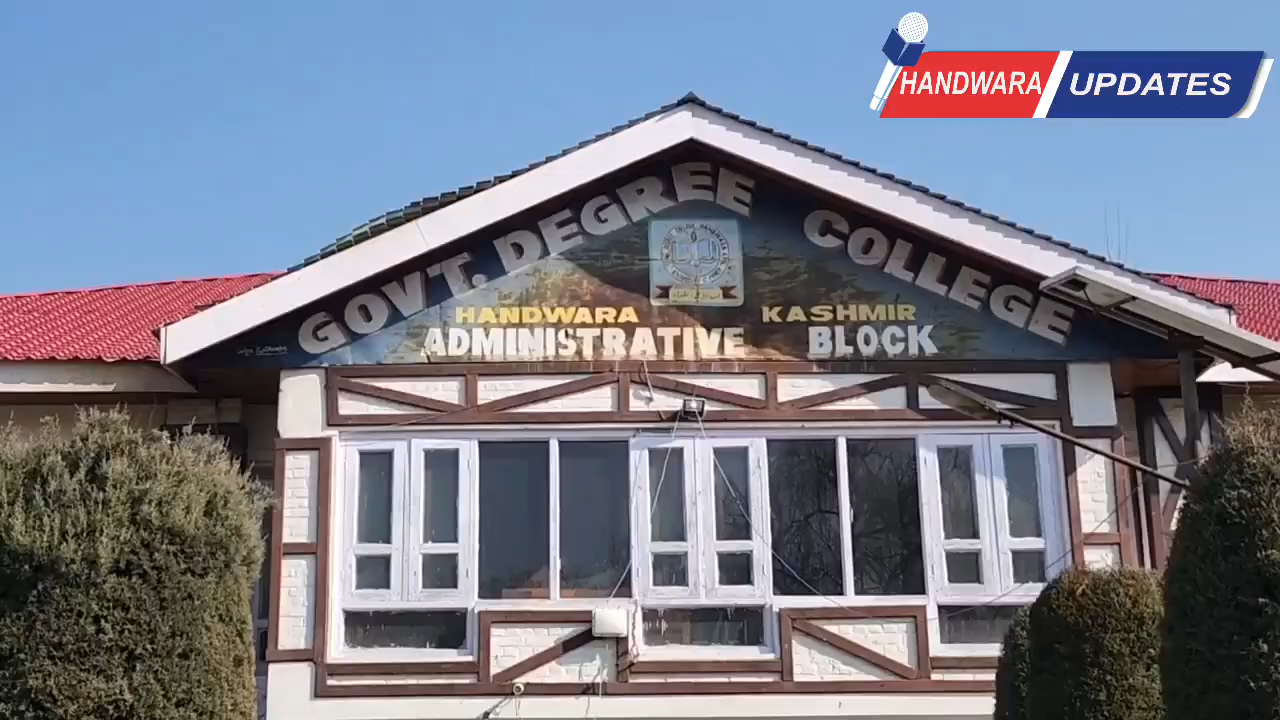 HANDWARA UPDATES
GOVT. DEGREE COLLEGE
HANDWARA KASHMIR
ADMINISTRATIVE BLOCK